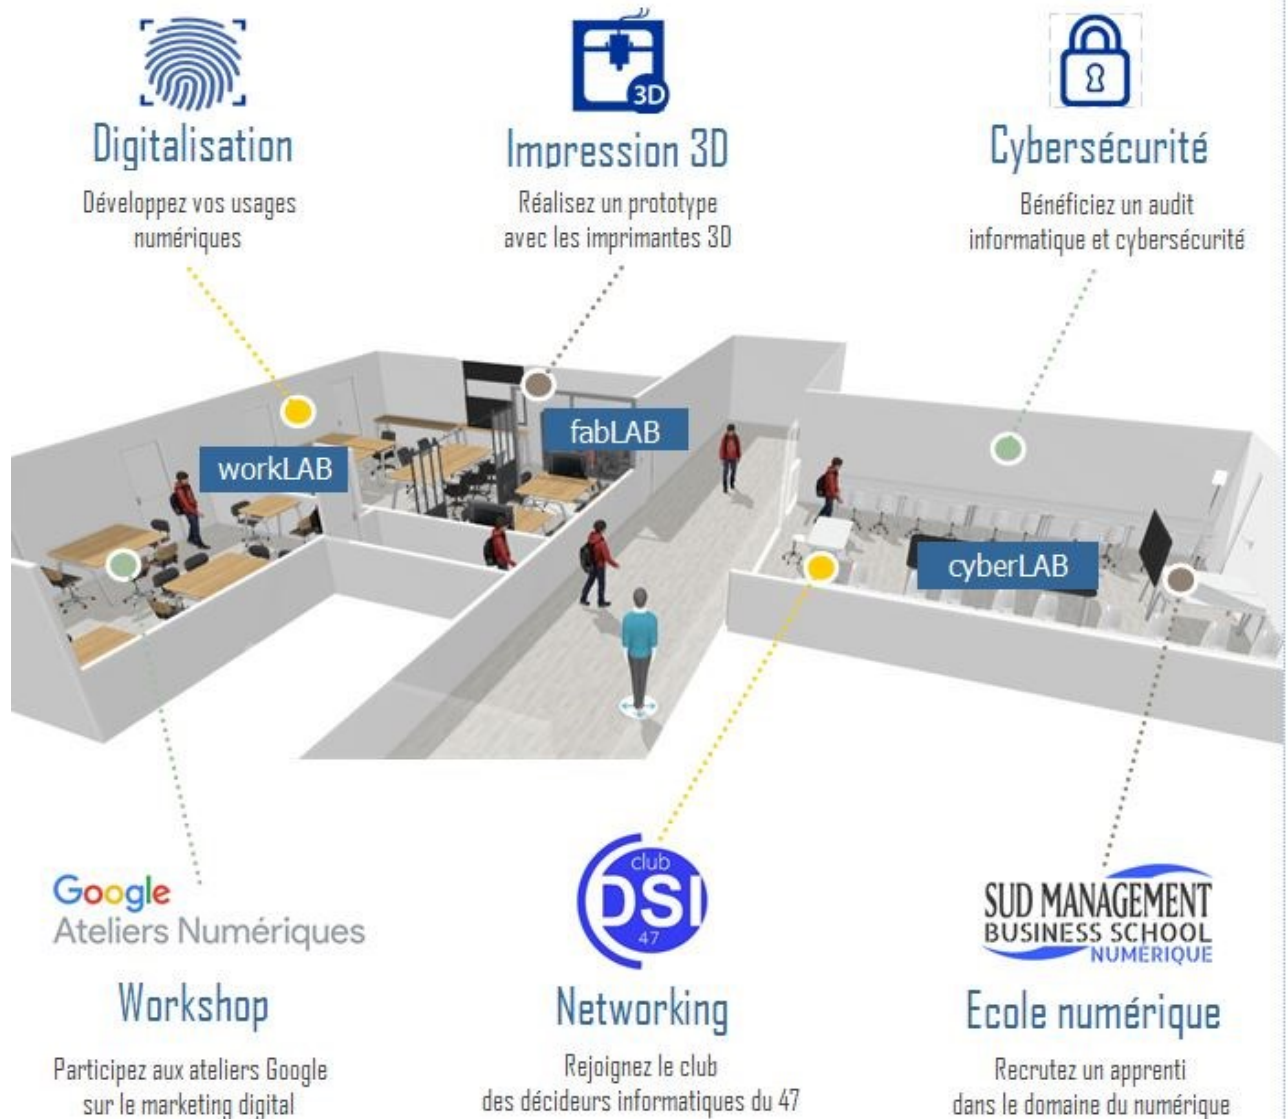 3D
Digitalisation
Développez vos usages
numériques
Impression 3D
Réalisez un prototype
avec les imprimantes 3D
Cybersécurité
Bénéficiez un audit
informatique et cybersécurité
workLAB
fabLAB
cyberLAB
Google
Ateliers Numériques
Workshop
Participez aux ateliers Google
sur le marketing digital
club
DSI
47
Networking
Rejoignez le club
des décideurs informatiques du 47
SUD MANAGEMENT
BUSINESS SCHOOL
NUMÉRIQUE
Ecole numérique
Recrutez un apprenti
dans le domaine du numérique